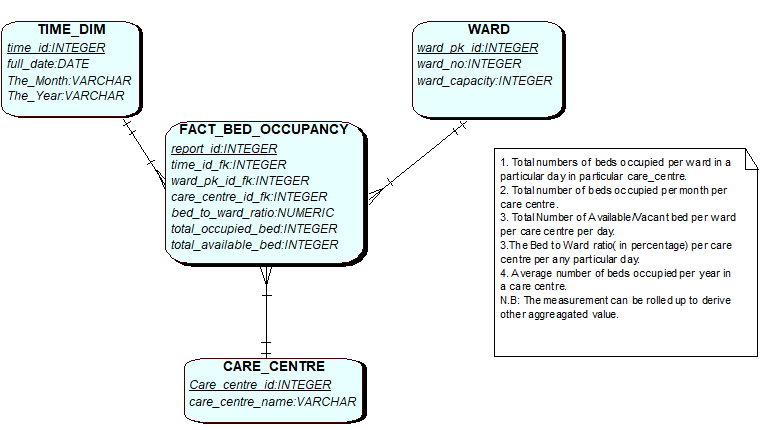 TIME_DIM
time_id:INTEGER
full_date:DATE
The_Month:VARCHAR
The_Year:VARCHAR
WARD
ward_pk_id:INTEGER
ward_no:INTEGER
ward_capacity:INTEGER
FACT_BED_OCCUPANCY
report_id:INTEGER
time_id_fk:INTEGER
ward_pk_id_fk:INTEGER
care_centre_id_fk:INTEGER
bed_to_ward_ratio:NUMERIC
total_occupied_bed:INTEGER
total_available_bed:INTEGER
1. Total numbers of beds occupied per ward in a
particular day in particular care_centre.
2. Total number of beds occupied per month per
care centre.
3. Total Number of Available/Vacant bed per ward
per care centre per day.
3.The Bed to Ward ratio( in percentage) per care
centre per any particular day.
4. Average number of beds occupied per year in
a care centre.
N.B: The measurement can be rolled up to derive
other aggreagated value.
CARE_CENTRE
Care_centre_id:INTEGER
care_centre_name:VARCHAR